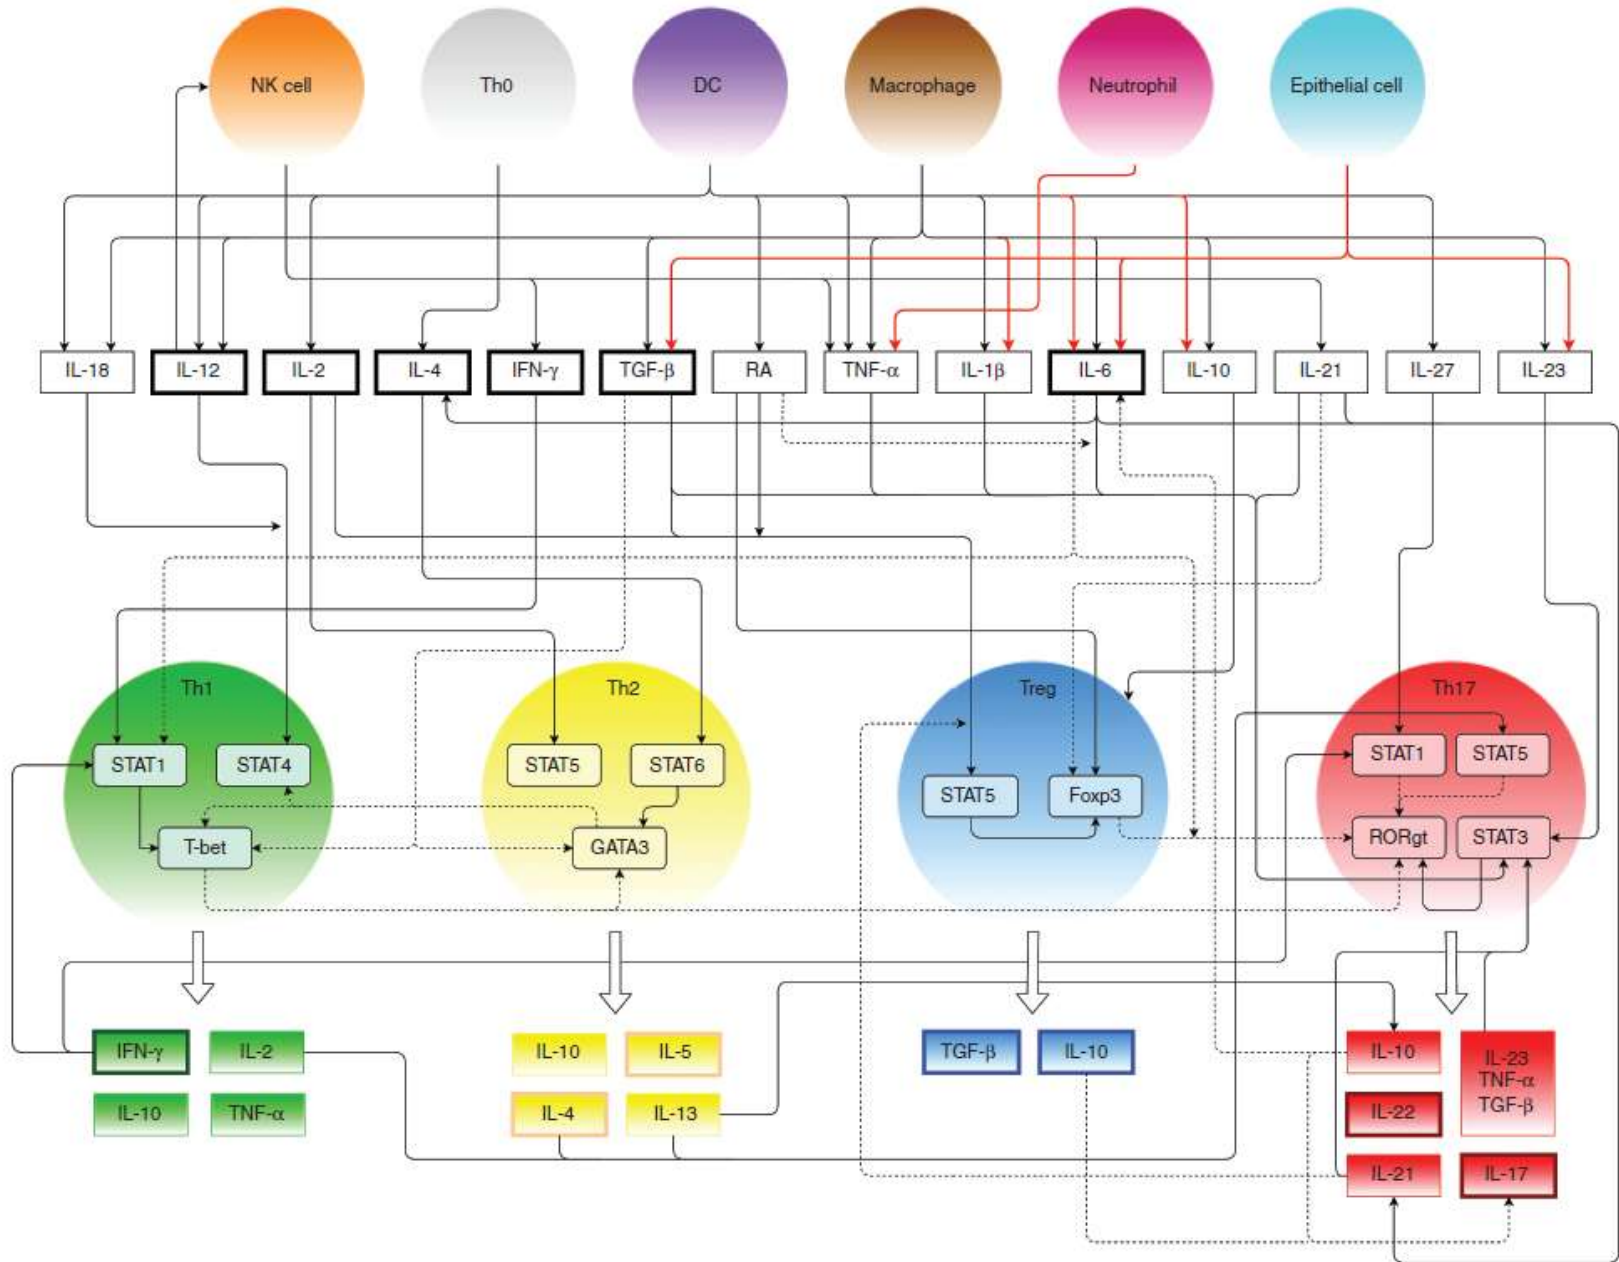 NK cell
Th0
DC
Macrophage
Neutrophil
Epithelial cell
IL-18
IL-12
IL-2
IL-4
IFN-γ
TGF-β
RA
TNF-α
IL-1β
IL-6
IL-10
IL-21
IL-27
IL-23
Th1
Th2
Treg
Th17
STAT1
STAT4
STAT5
STAT6
STAT5
Foxp3
STAT1
STAT5
T-bet
GATA3
RORgt
STAT3
IFN-γ
IL-2
IL-10
IL-5
TGF-β
IL-10
IL-10
IL-23
TNF-α
TGF-β
IL-10
TNF-α
IL-4
IL-13
IL-22
IL-21
IL-17